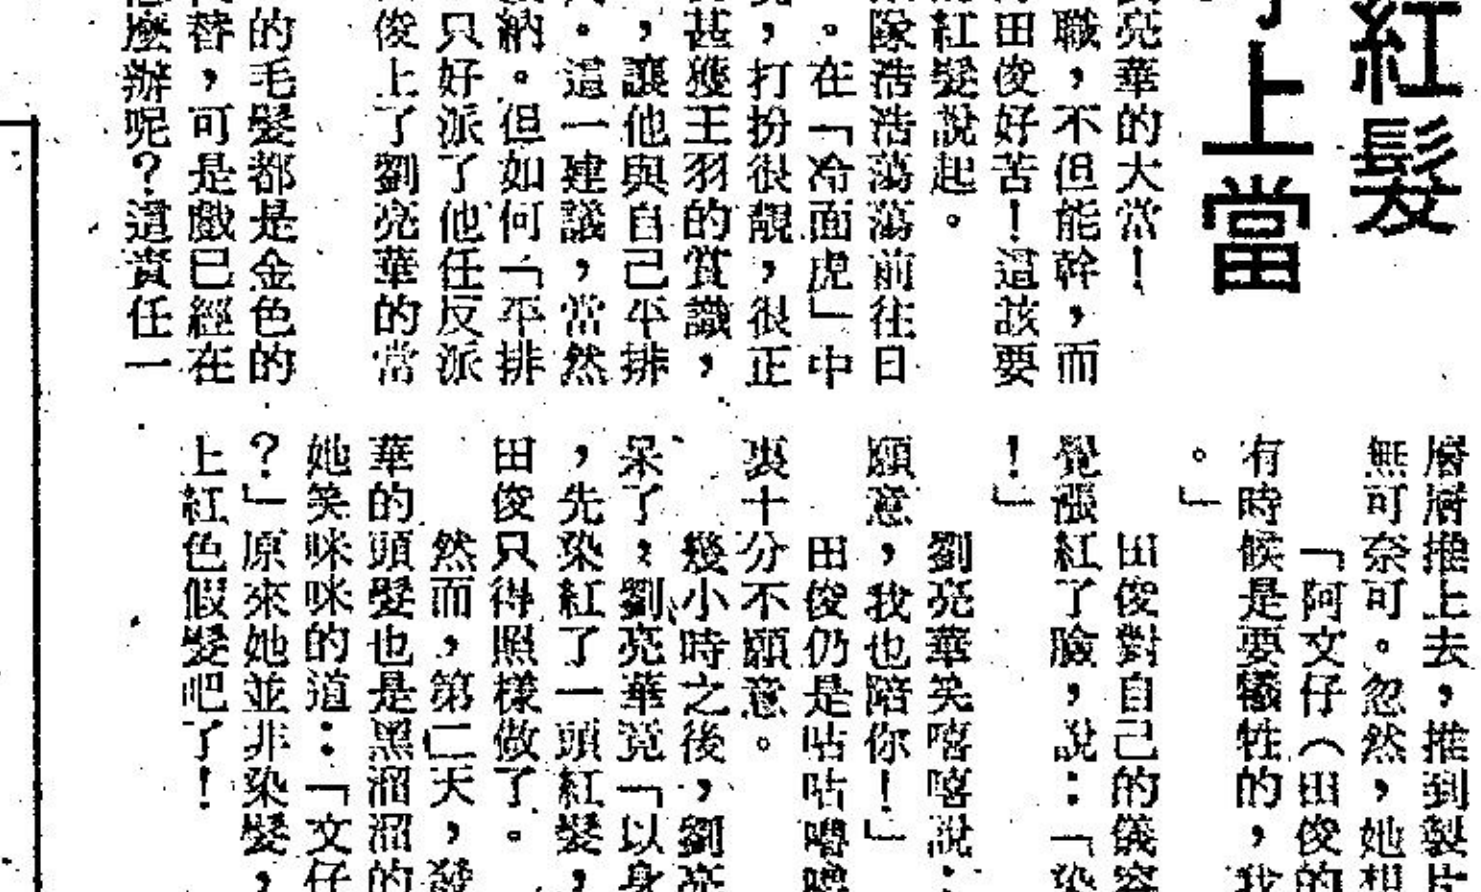 紅髮
上當
亮華的大當！
職，不但能幹，而
田俊好苦！這該要
紅髮說起。
隊浩浩蕩蕩前往日
。在「冷面虎」中
，打扮很靚，很正
甚獲王羽的賞識，
，讓他與自己平排
。這一建議，當然
納。但如何「平排
只好派了他任反派
俊上了劉亮華的當
的毛髮都是金色的
替，可是戲已經在
麼辦呢？這責任一
層層推上去，推到製片
無可奈何。忽然，她想
「阿文仔（田俊的
有時候是要犧牲的，我
。」
田俊對自己的儀容
覺漲紅了臉，說：「染
！」
劉亮華笑嘻嘻說：
願意，我也陪你！」
田俊仍是咕咕嚕嚕
裏十分不願意。
幾小時之後，劉亮
呆了，劉亮華竟「以身
，先染紅了一頭紅髮，
田俊只得照樣做了。
然而，第二天，發
華的頭髮也是黑溜溜的
她笑咪咪的道：「文仔
？」原來她並非染髮，
上紅色假髮吧了！